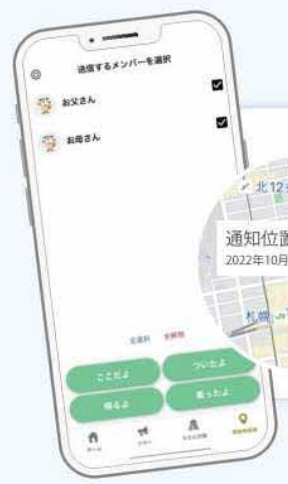 送信するメンバーを選択
お父さん
お母さん
北12
通知位置
2022年10月
札幌
全選択 全解除
ここだよ ついたよ
帰るよ 乗ったよ
ホーム